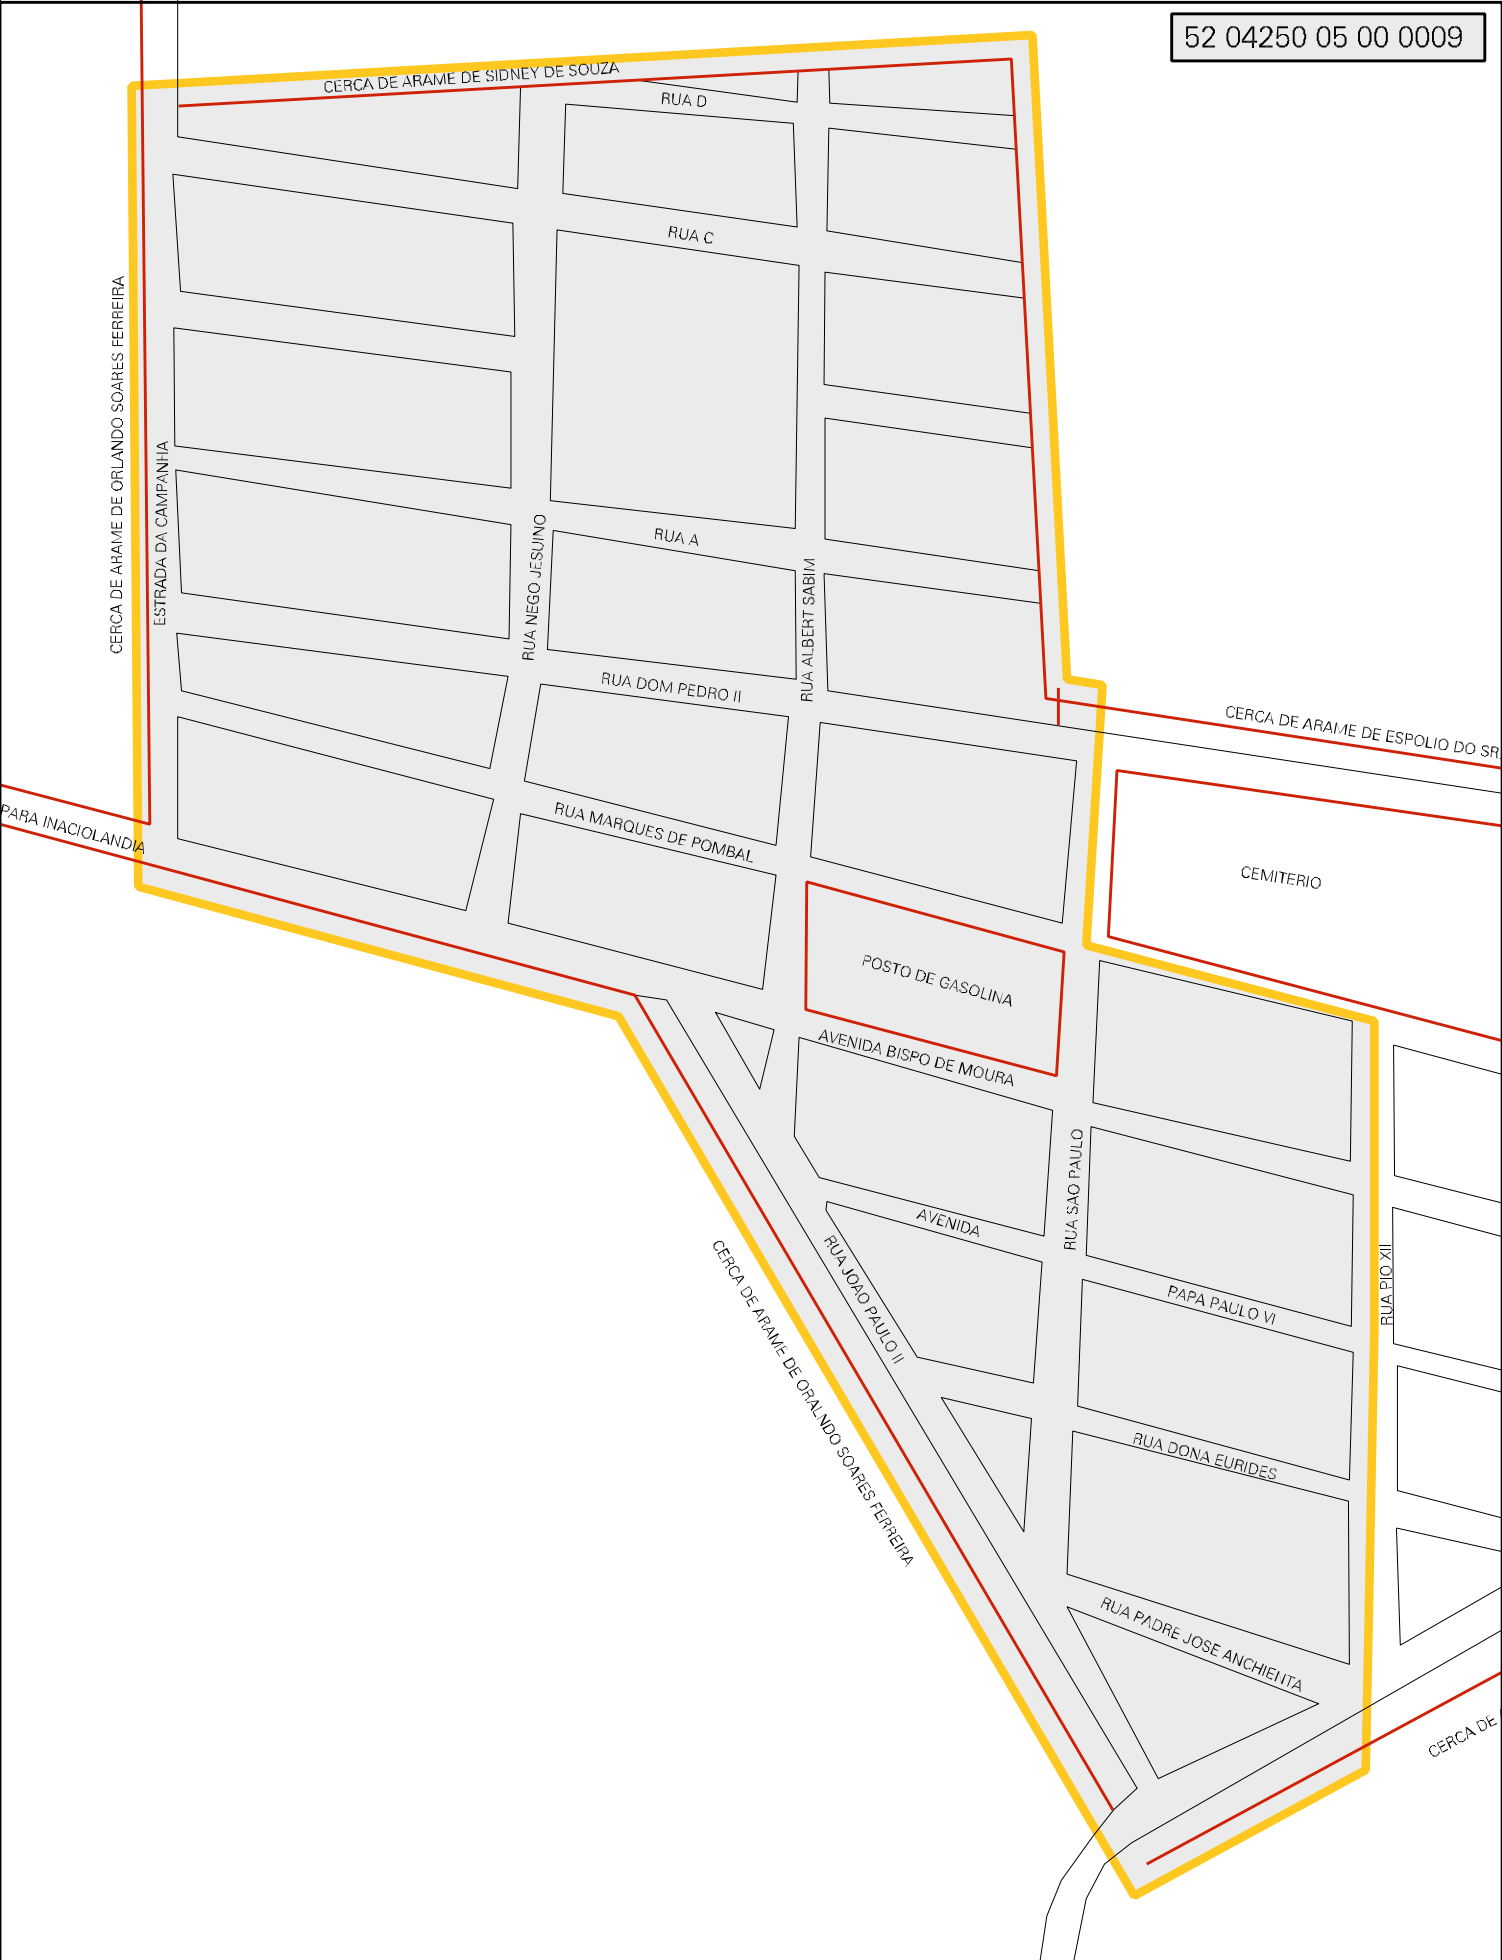 52 04250 05 00 0009
CERCA DE ARAME DE SIDNEY DE SOUZA
RUA D
RUA C
CERCA DE ARAME DE ORLANDO SOARES FERREIRA
ESTRADA DA CAMPANHA
RUA NEGO JESUINO
RUA A
RUA ALBERT SABIM
RUA DOM PEDRO II
CERCA DE ARAME DE ESPOLIO DO SR.
PARA INACIOLANDIA
RUA MARQUES DE POMBAL
CEMITERIO
POSTO DE GASOLINA
AVENIDA BISPO DE MOURA
RUA SAO PAULO
AVENIDA
PAPA PAULO VI
RUA PIO XII
RUA JOAO PAULO II
CERCA DE ARAME DE ORALNDO SOARES FERREIRA
RUA DONA EURIDES
RUA PADRE JOSE ANCHIENTA
CERCA DE